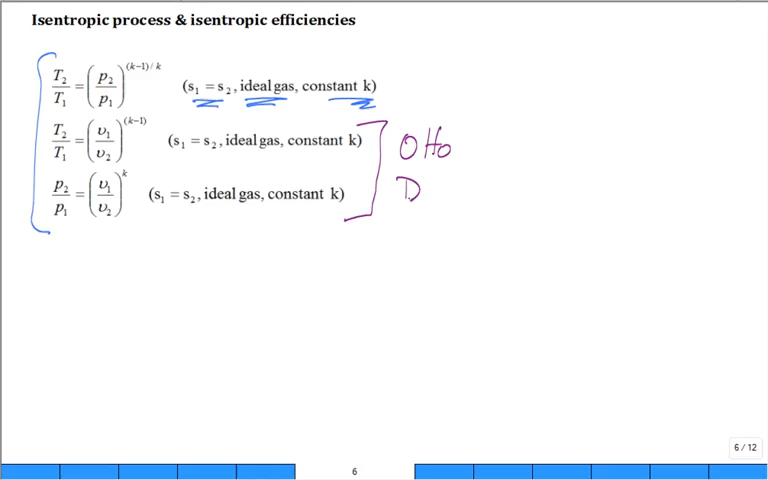 Isentropic process & isentropic efficiencies
T₂/T₁ = (p₂/p₁)^(k−1)/k (s₁ = s₂, ideal gas, constant k)
T₂/T₁ = (υ₁/υ₂)^(k−1) (s₁ = s₂, ideal gas, constant k)
OHo
p₂/p₁ = (υ₁/υ₂)^k (s₁ = s₂, ideal gas, constant k)
D
6 / 12
6